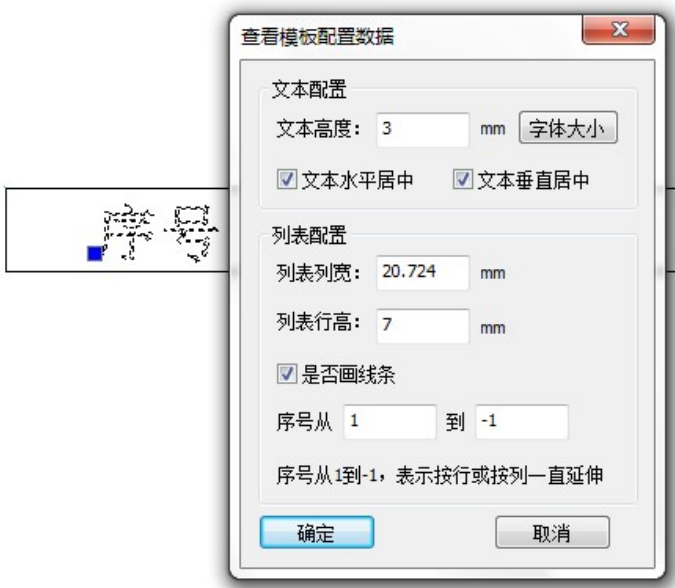 查看模板配置数据
文本配置
文本高度： 3 mm 字体大小
文本水平居中 文本垂直居中
序号
列表配置
列表列宽： 20.724 mm
列表行高： 7 mm
是否画线条
序号从 1 到 -1
序号从1到-1，表示按行或按列一直延伸
确定 取消